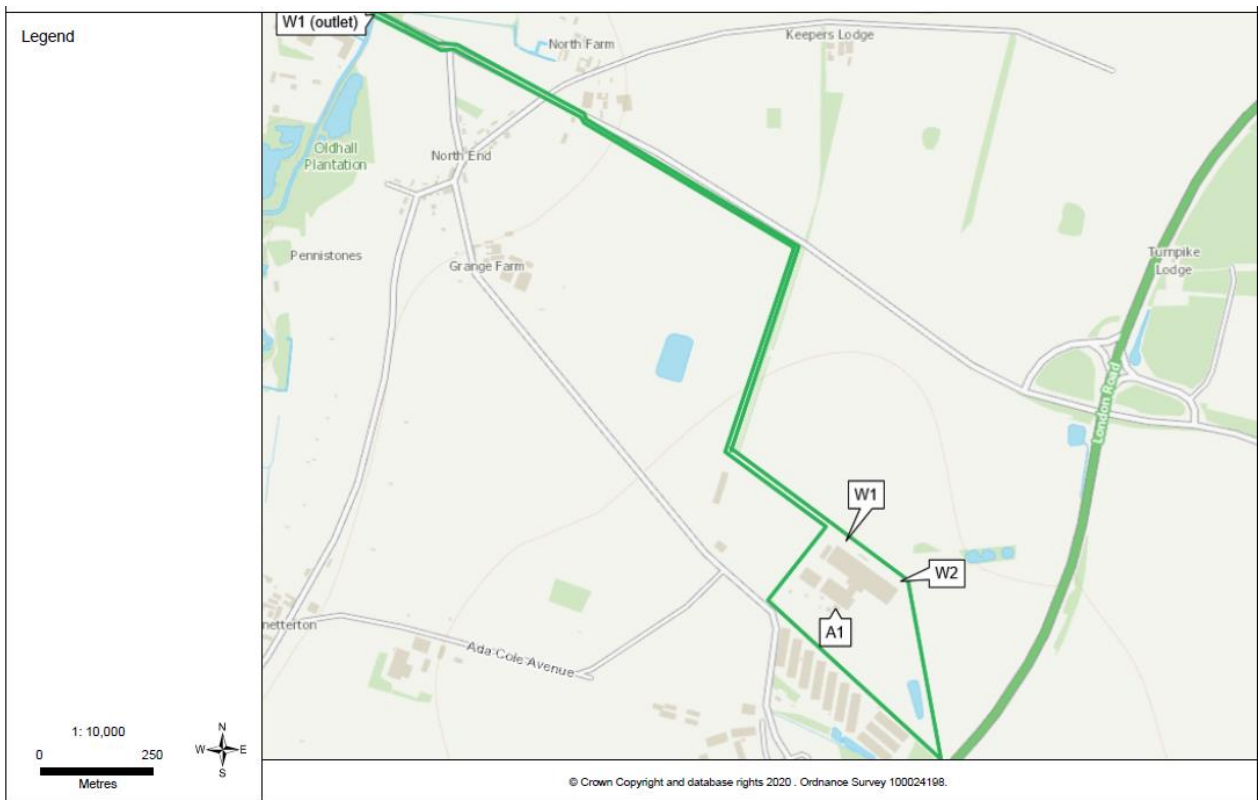 Legend
W1 (outlet)
North Farm
Keepers Lodge
Oldhall
Plantation
North End
Pennistones
Grange Farm
Turnpike
Lodge
London Road
W1
W2
A1
netterton
Ada Cole Avenue
1: 10,000
0 250
Metres
N
W E
S
© Crown Copyright and database rights 2020 . Ordnance Survey 100024198.